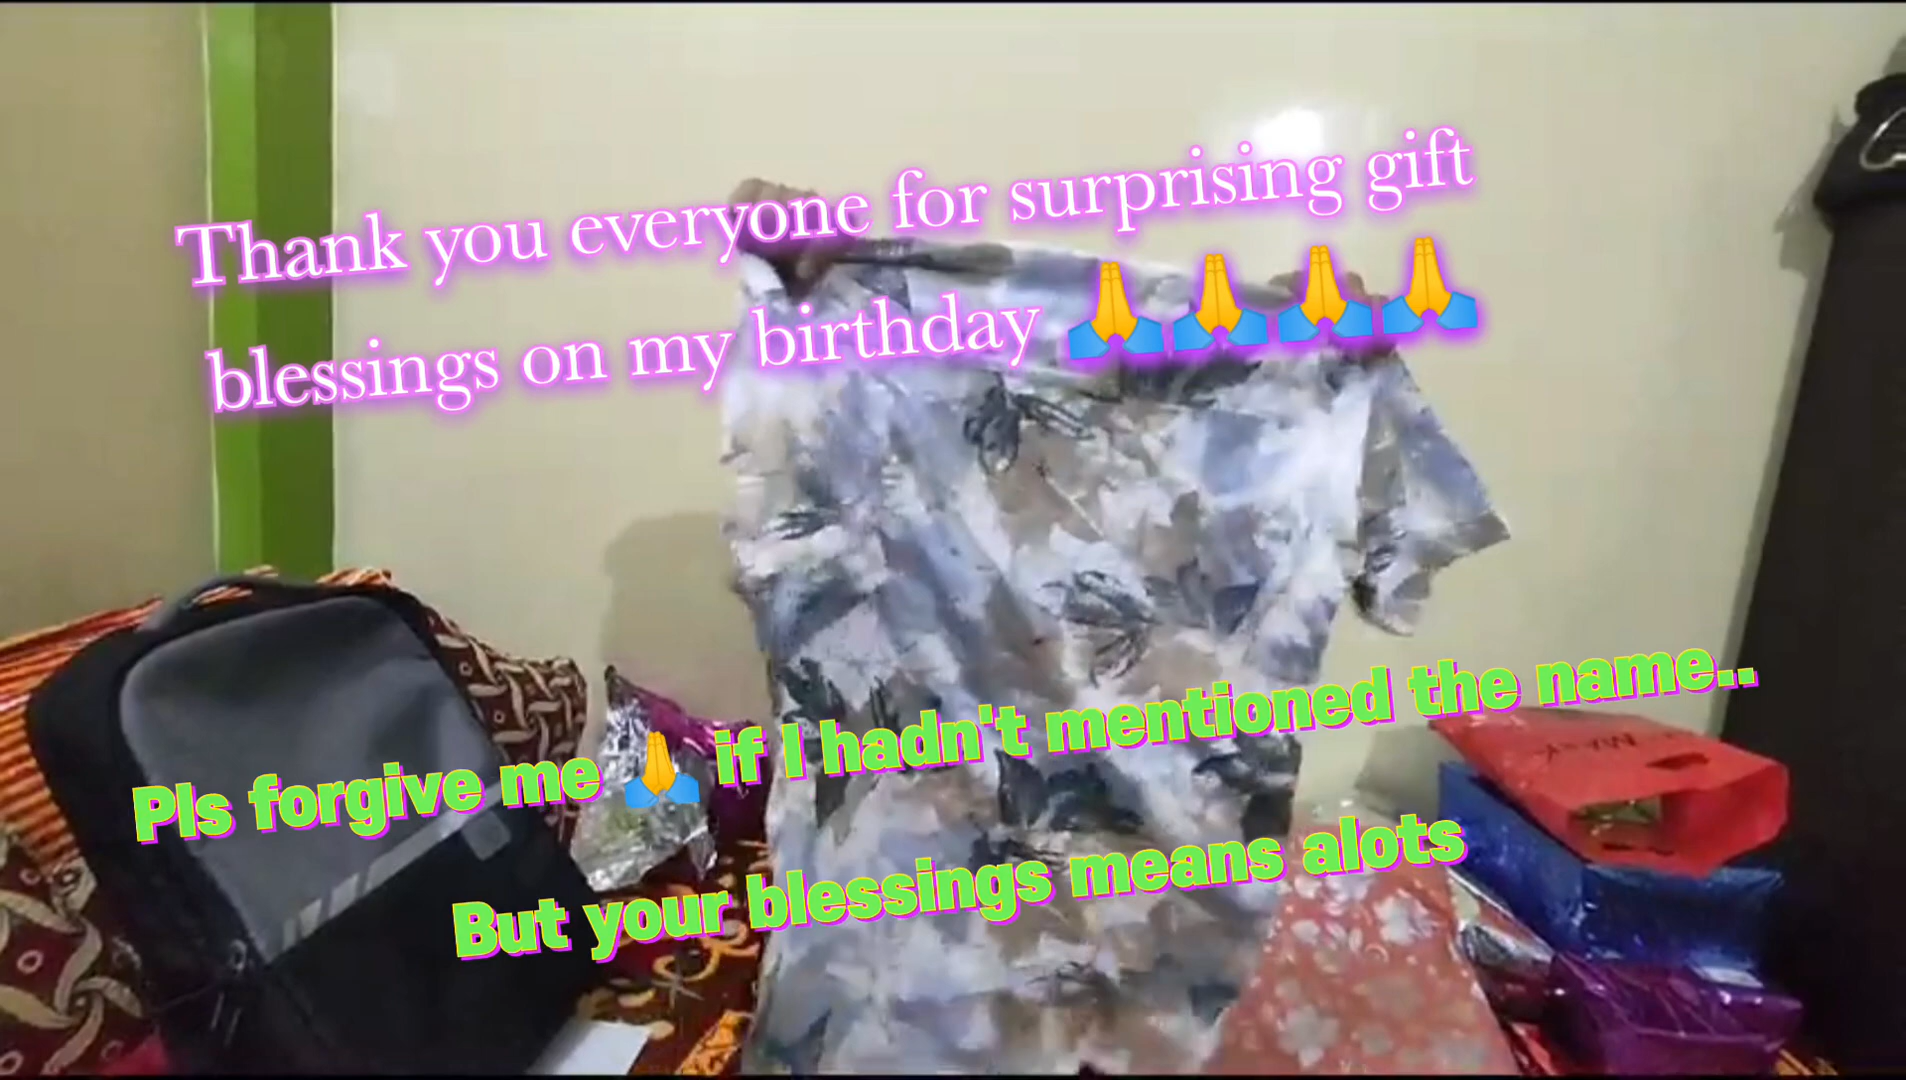 Thank you everyone for surprising gift
blessings on my birthday 🙏🙏🙏🙏
Pls forgive me 🙏 if I hadn't mentioned the name..
But your blessings means alots